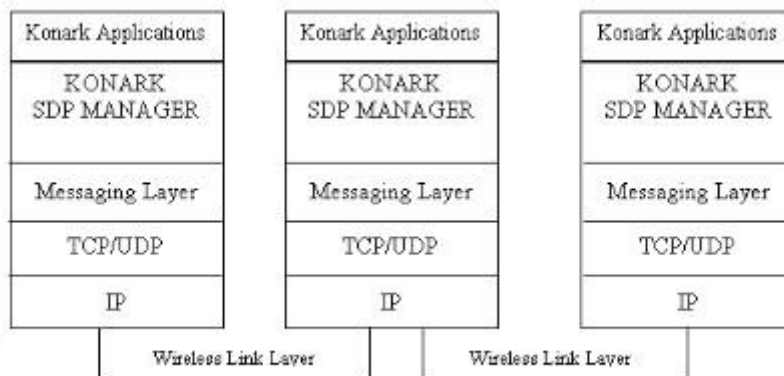 Konark Applications
KONARK
SDP MANAGER
Messaging Layer
TCP/UDP
IP
Konark Applications
KONARK
SDP MANAGER
Messaging Layer
TCP/UDP
IP
Konark Applications
KONARK
SDP MANAGER
Messaging Layer
TCP/UDP
IP
Wireless Link Layer
Wireless Link Layer